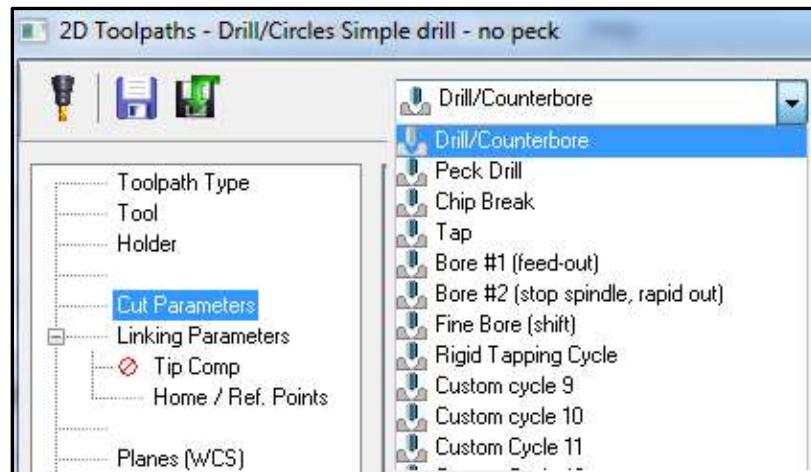 2D Toolpaths - Drill/Circles Simple drill - no peck
Drill/Counterbore
Drill/Counterbore
Peck Drill
Chip Break
Tap
Bore #1 (feed-out)
Bore #2 (stop spindle, rapid out)
Fine Bore (shift)
Rigid Tapping Cycle
Custom cycle 9
Custom cycle 10
Custom Cycle 11
Toolpath Type
Tool
Holder
Cut Parameters
Linking Parameters
Tip Comp
Home / Ref. Points
Planes (WCS)